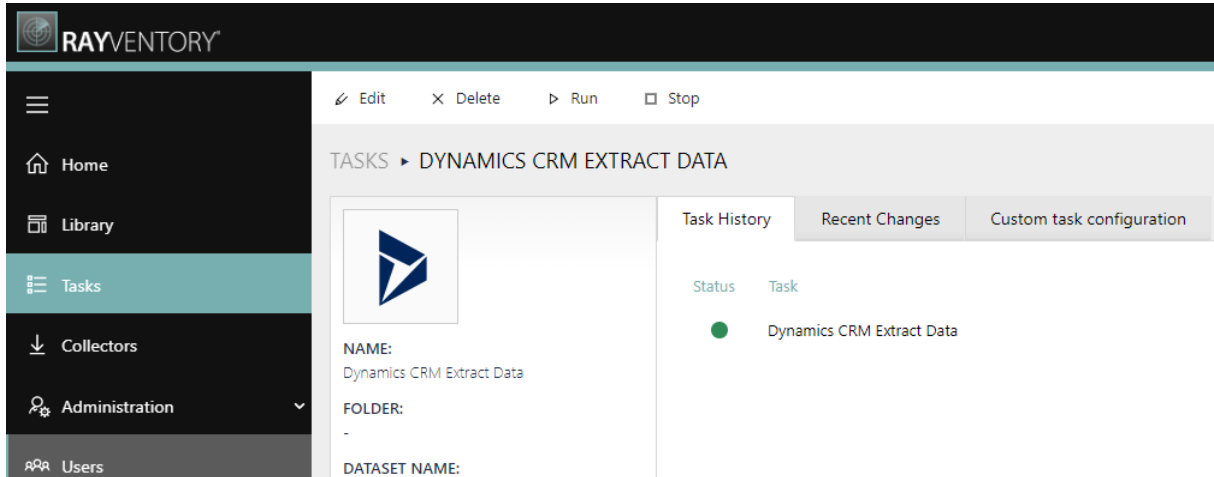 RAYVENTORY®
Edit Delete Run Stop
Home
Library
Tasks
Collectors
Administration
Users
TASKS ▸ DYNAMICS CRM EXTRACT DATA
NAME:
Dynamics CRM Extract Data
FOLDER:
-
DATASET NAME:
Task History Recent Changes Custom task configuration
Status Task
Dynamics CRM Extract Data